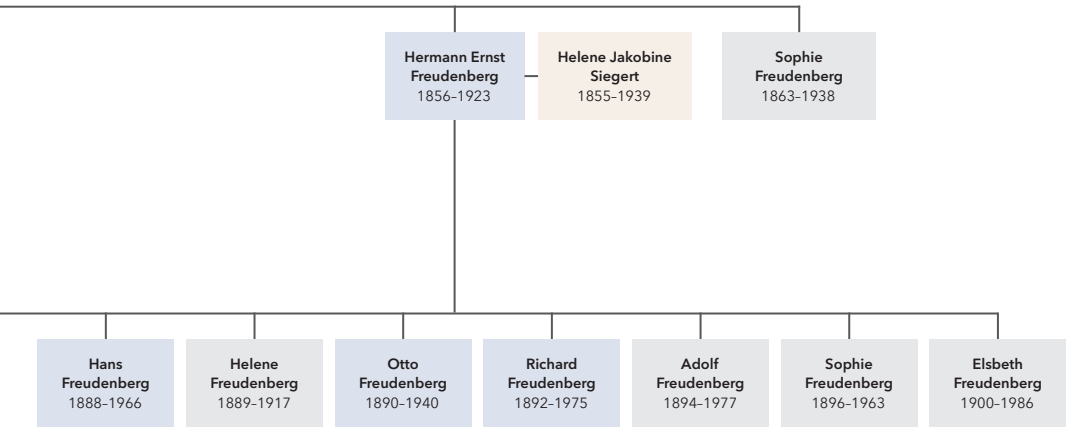 Hermann Ernst
Freudenberg
1856–1923
Helene Jakobine
Siegert
1855–1939
Sophie
Freudenberg
1863–1938
Hans
Freudenberg
1888–1966
Helene
Freudenberg
1889–1917
Otto
Freudenberg
1890–1940
Richard
Freudenberg
1892–1975
Adolf
Freudenberg
1894–1977
Sophie
Freudenberg
1896–1963
Elsbeth
Freudenberg
1900–1986